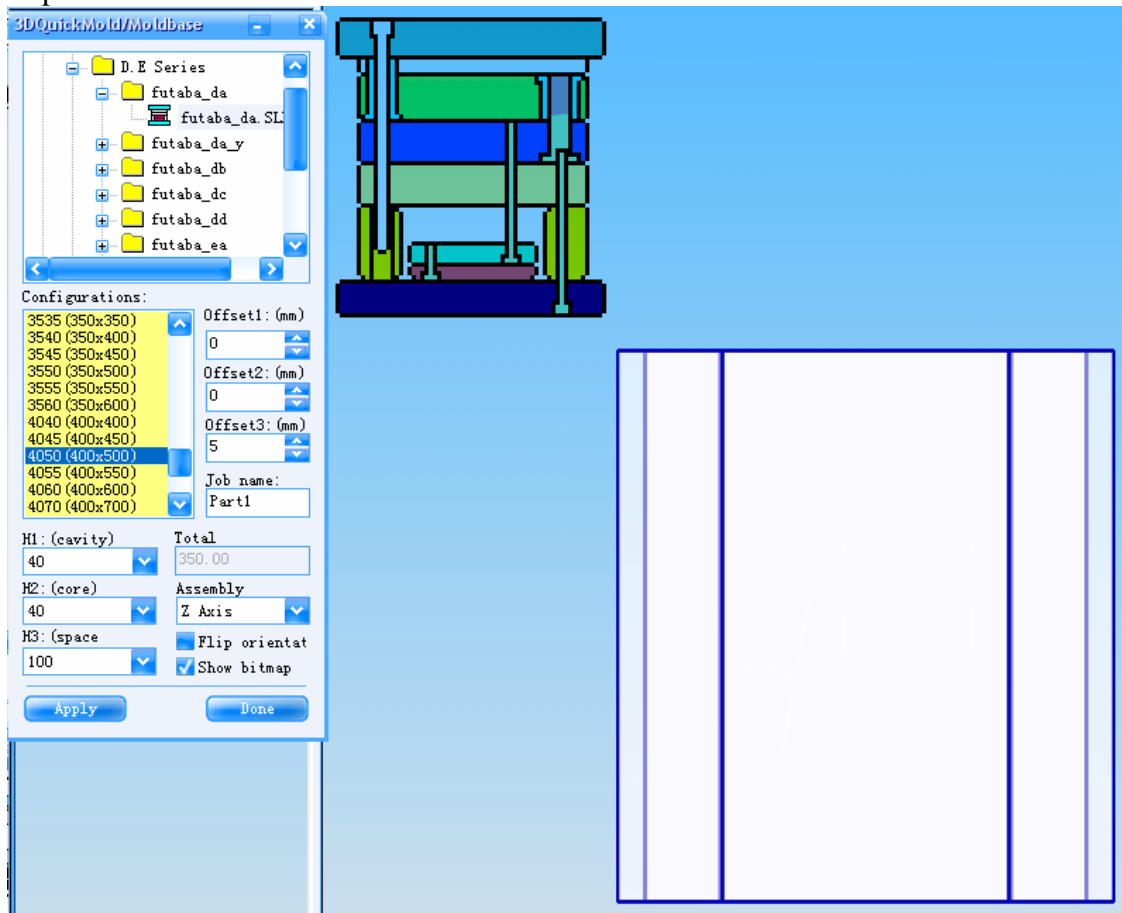 3DQuickMold/Moldbase
D.E Series
futaba_da
futaba_da.SL
futaba_da_y
futaba_db
futaba_dc
futaba_dd
futaba_ea
Configurations:
3535 (350x350)
3540 (350x400)
3545 (350x450)
3550 (350x500)
3555 (350x550)
3560 (350x600)
4040 (400x400)
4045 (400x450)
4050 (400x500)
4055 (400x550)
4060 (400x600)
4070 (400x700)
Offset1: (mm)
0
Offset2: (mm)
0
Offset3: (mm)
5
Job name:
Part1
H1: (cavity)
40
Total
350.00
H2: (core)
40
Assembly
Z Axis
H3: (space
100
Flip orientat
Show bitmap
Apply
Done